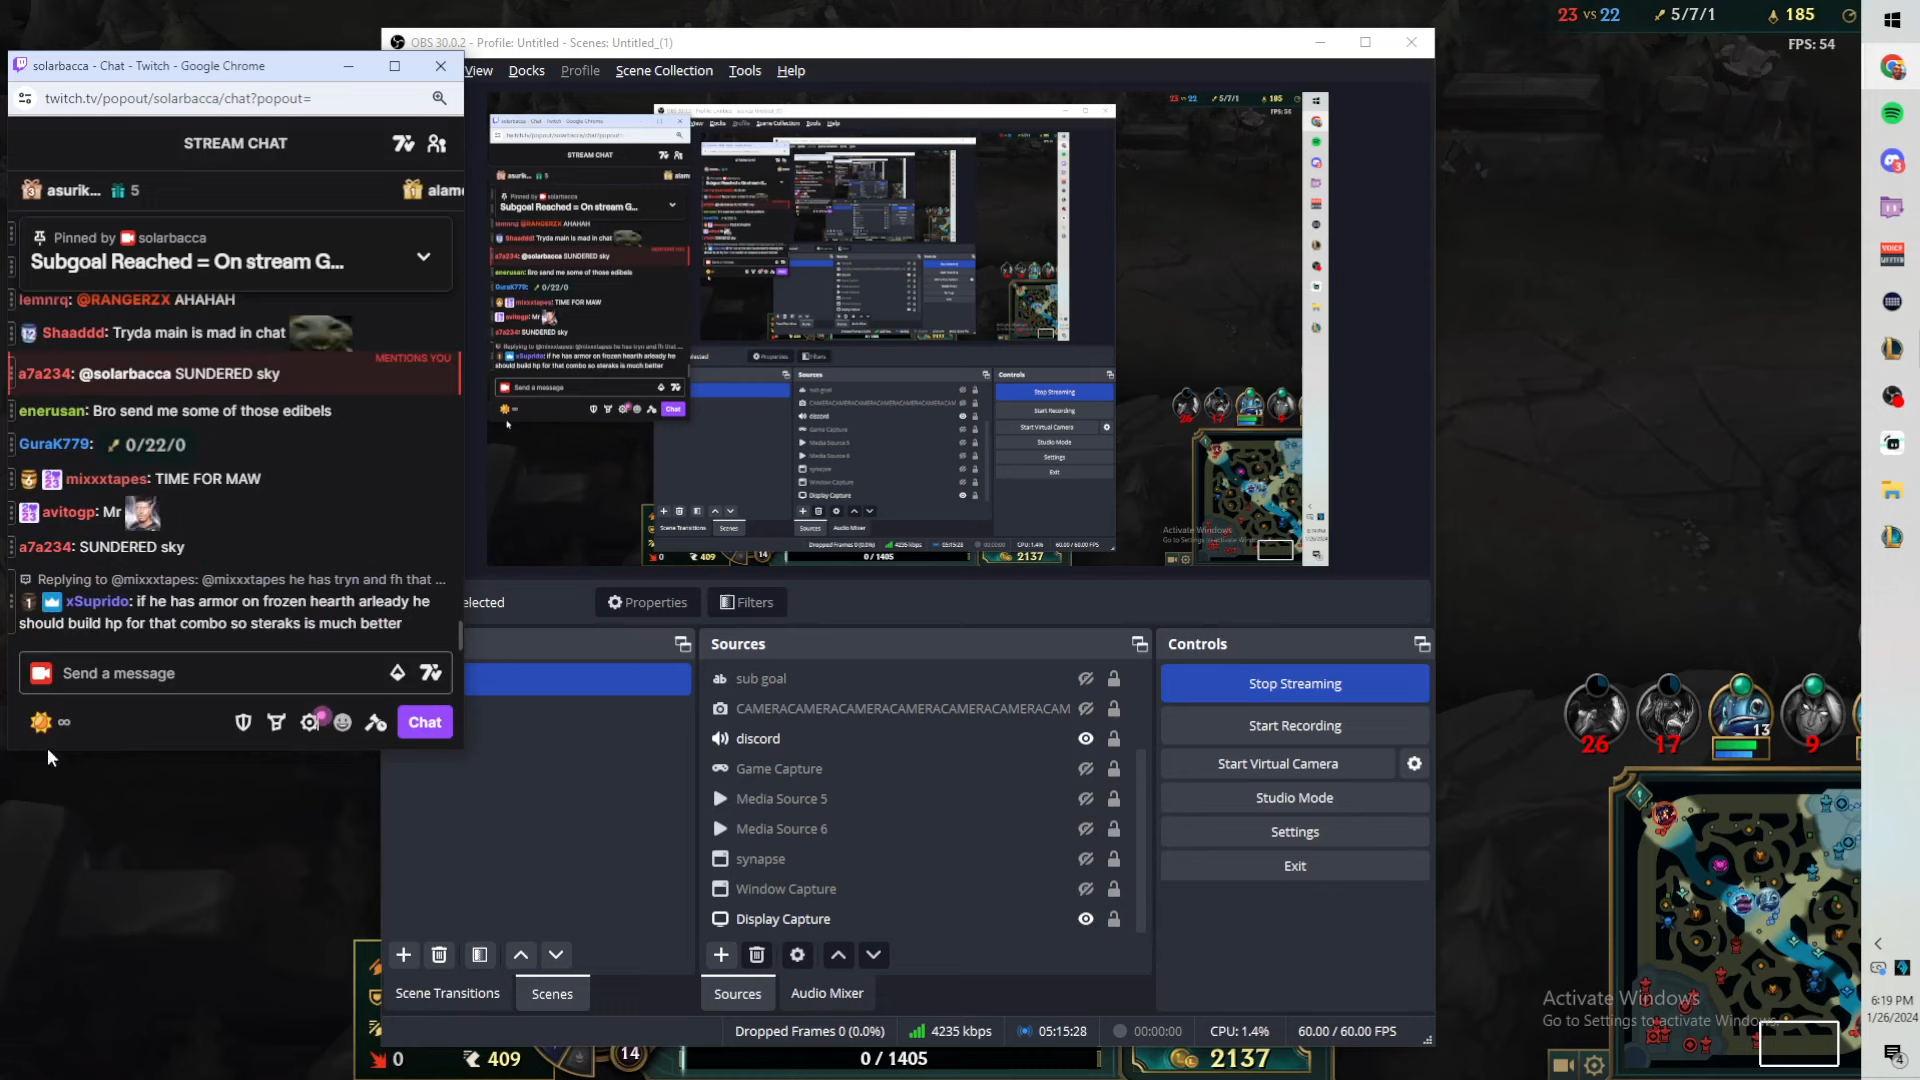 23 vs 22
5/7/1
185
FPS: 54
OBS 30.0.2 - Profile: Untitled - Scenes: Untitled_(1)
View Docks Profile Scene Collection Tools Help
solarbacca - Chat - Twitch - Google Chrome
twitch.tv/popout/solarbacca/chat?popout=
STREAM CHAT
asurik... 5
Pinned by solarbacca
Subgoal Reached = On stream G...
lemnrq: @RANGERZX AHAHAH
Shaaddd: Tryda main is mad in chat
MENTIONS YOU
a7a234: @solarbacca SUNDERED sky
enerusan: Bro send me some of those edibels
GuraK779: 0/22/0
mixxxtapes: TIME FOR MAW
avitogp: Mr
a7a234: SUNDERED sky
Replying to @mixxxtapes: @mixxxtapes he has tryn and fh that ...
xSuprido: if he has armor on frozen hearth arleady he
should build hp for that combo so steraks is much better
Send a message
Chat
Properties
Filters
Sources
sub goal
CAMERACAMERACAMERACAMERACAMERACAM
discord
Game Capture
Media Source 5
Media Source 6
synapse
Window Capture
Display Capture
Scene Transitions
Scenes
Sources
Audio Mixer
Controls
Stop Streaming
Start Recording
Start Virtual Camera
Studio Mode
Settings
Exit
Dropped Frames 0 (0.0%)
4235 kbps
05:15:28
00:00:00
CPU: 1.4%
60.00 / 60.00 FPS
0
409
14
0 / 1405
2137
26
17
13
9
Activate Windows
Go to Settings to activate Windows.
6:19 PM
1/26/2024
4